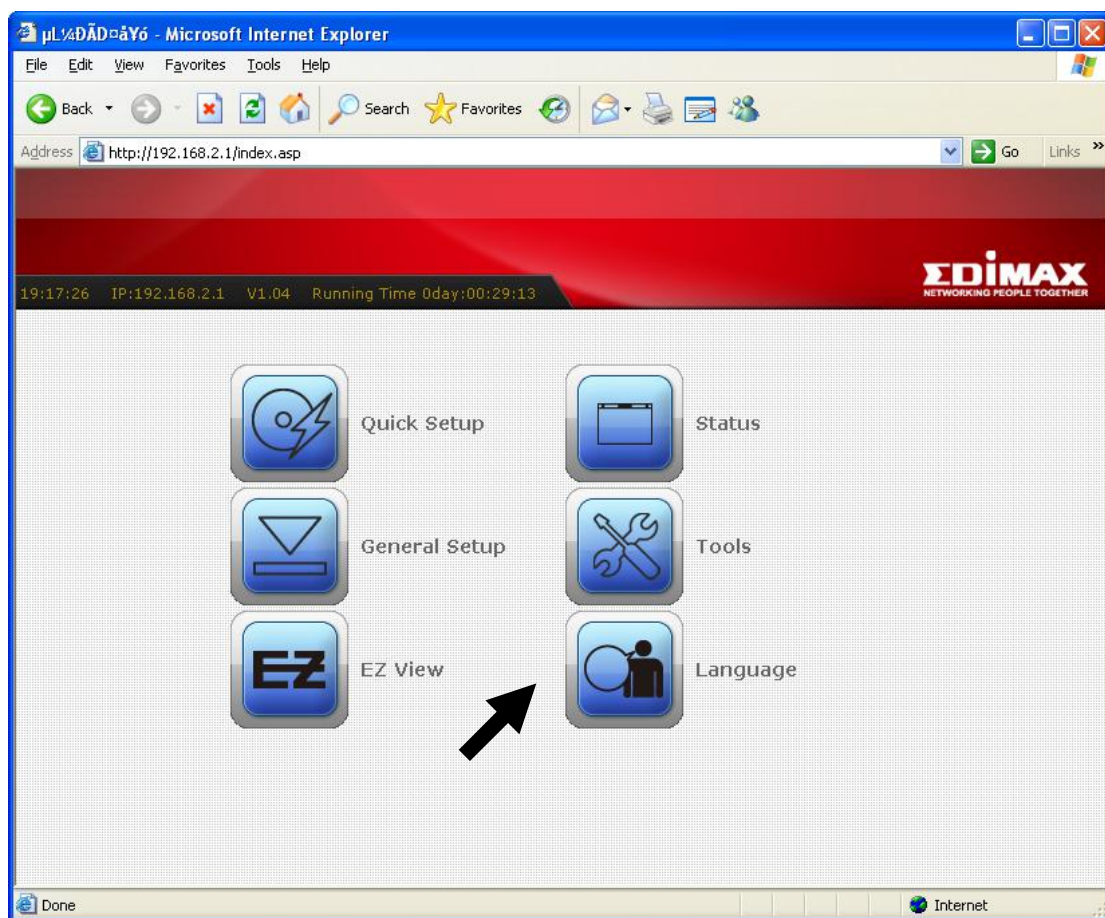 µL¼ÐÃD¤åÝó - Microsoft Internet Explorer
File Edit View Favorites Tools Help
Back Search Favorites
Address http://192.168.2.1/index.asp Go Links »
EDIMAX
NETWORKING PEOPLE TOGETHER
19:17:26 IP:192.168.2.1 V1.04 Running Time 0day:00:29:13
Quick Setup Status
General Setup Tools
EZ EZ View Language
Done Internet